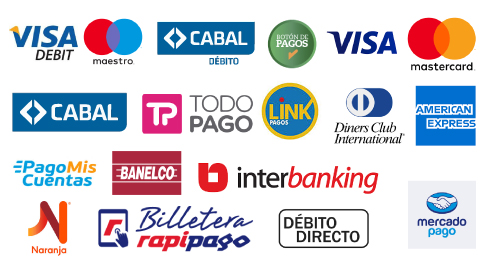 VISA
DEBIT
maestro
CABAL
DÉBITO
BOTÓN DE
PAGOS
VISA
mastercard
CABAL
TP
TODO
PAGO
LINK
PAGOS
Diners Club
International
AMERICAN
EXPRESS
PagoMis
Cuentas
BANELCO
interbanking
Naranja
Billetera
rapipago
DÉBITO
DIRECTO
mercado
pago